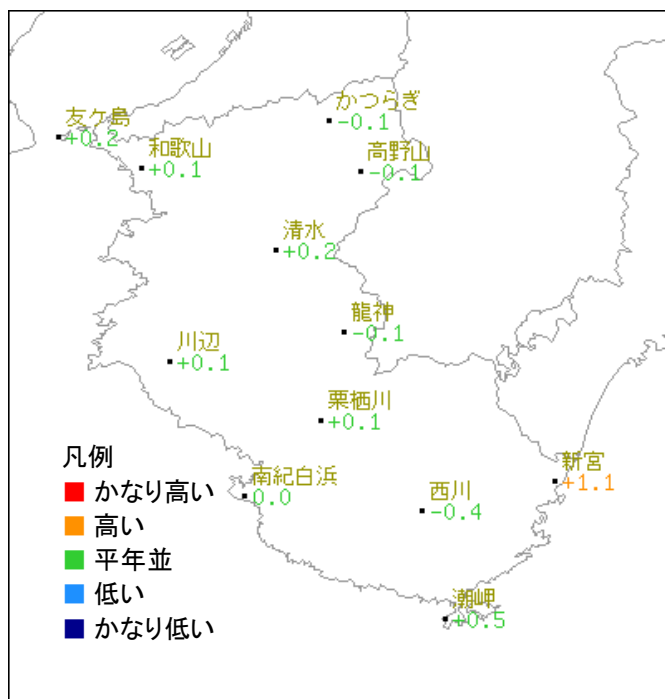 かつらぎ
-0.1
友ケ島
+0.2
和歌山
+0.1
高野山
-0.1
清水
+0.2
龍神
-0.1
川辺
+0.1
栗栖川
+0.1
新宮
+1.1
南紀白浜
0.0
西川
-0.4
潮岬
+0.5
凡例
かなり高い
高い
平年並
低い
かなり低い